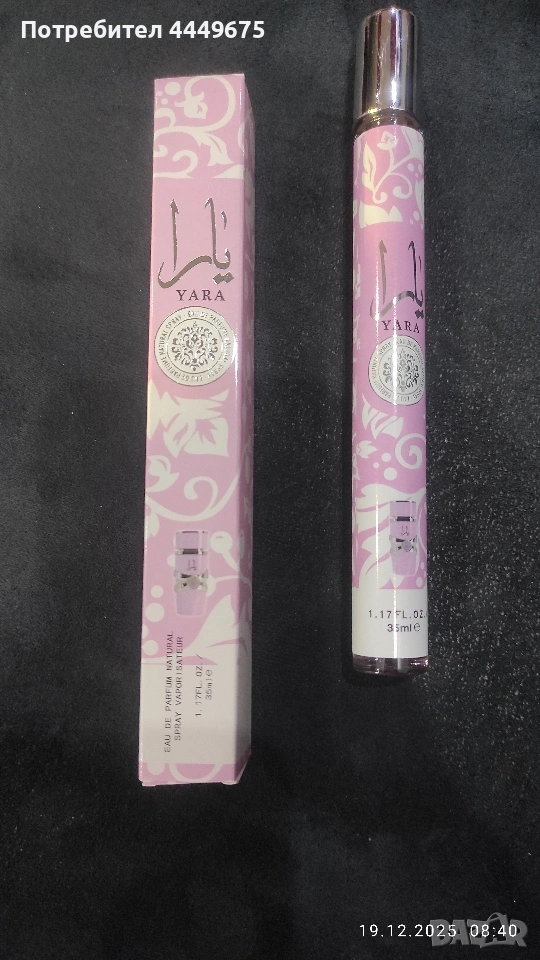 Потребител 4449675
يارا
YARA
EAU DE PARFUM NATURAL
SPRAY VAPORISATEUR
1.17FL.OZ./
35ml℮
يارا
YARA
1.17FL.OZ.
35ml℮
19.12.2025 08:40
BAZAR